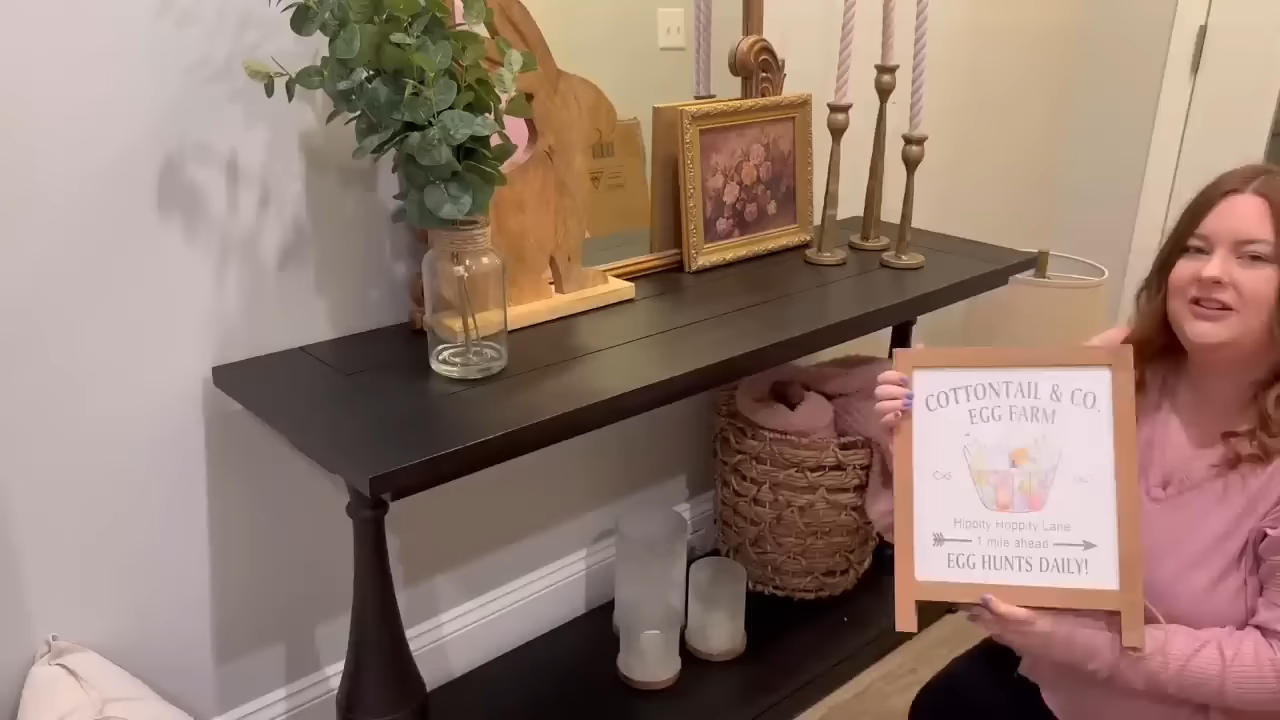 COTTONTAIL & CO.
EGG FARM
Hippity Hoppity Lane
1 mile ahead
EGG HUNTS DAILY!